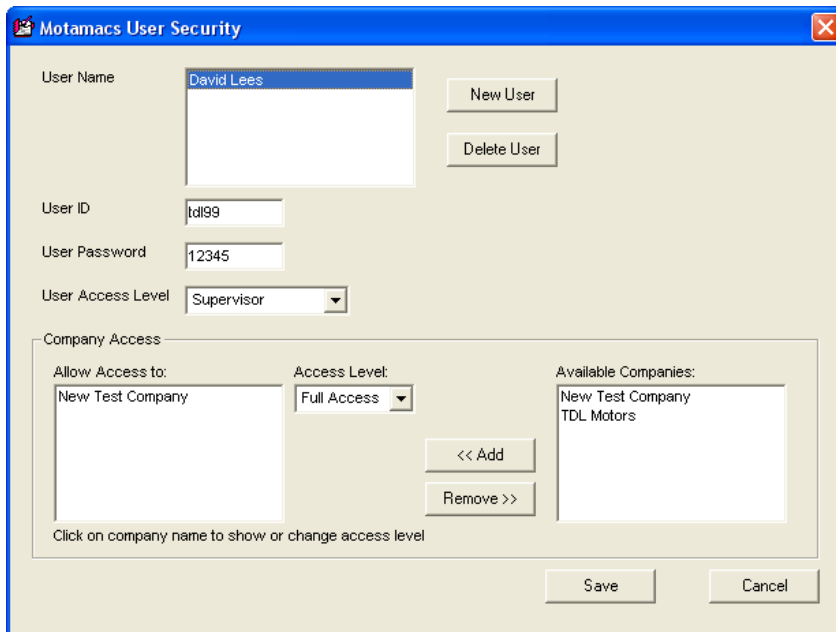 Motamacs User Security
User Name
David Lees
New User
Delete User
User ID
tdl99
User Password
12345
User Access Level
Supervisor
Company Access
Allow Access to:
New Test Company
Access Level:
Full Access
<< Add
Remove >>
Available Companies:
New Test Company
TDL Motors
Click on company name to show or change access level
Save
Cancel